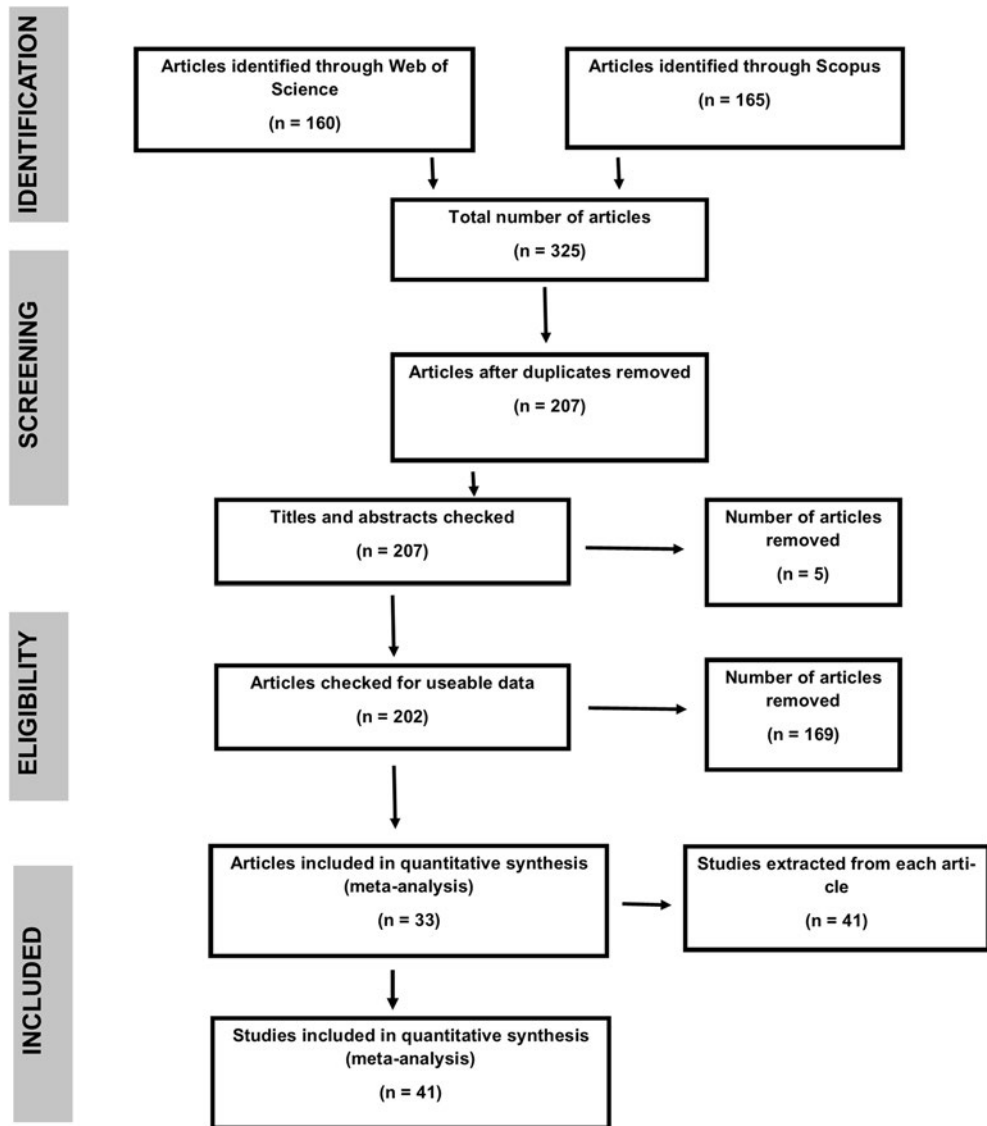 IDENTIFICATION
Articles identified through Web of
Science
(n = 160)
Articles identified through Scopus
(n = 165)
Total number of articles
(n = 325)
SCREENING
Articles after duplicates removed
(n = 207)
Titles and abstracts checked
(n = 207)
Number of articles
removed
(n = 5)
ELIGIBILITY
Articles checked for useable data
(n = 202)
Number of articles
removed
(n = 169)
INCLUDED
Articles included in quantitative synthesis
(meta-analysis)
(n = 33)
Studies extracted from each arti-
cle
(n = 41)
Studies included in quantitative synthesis
(meta-analysis)
(n = 41)